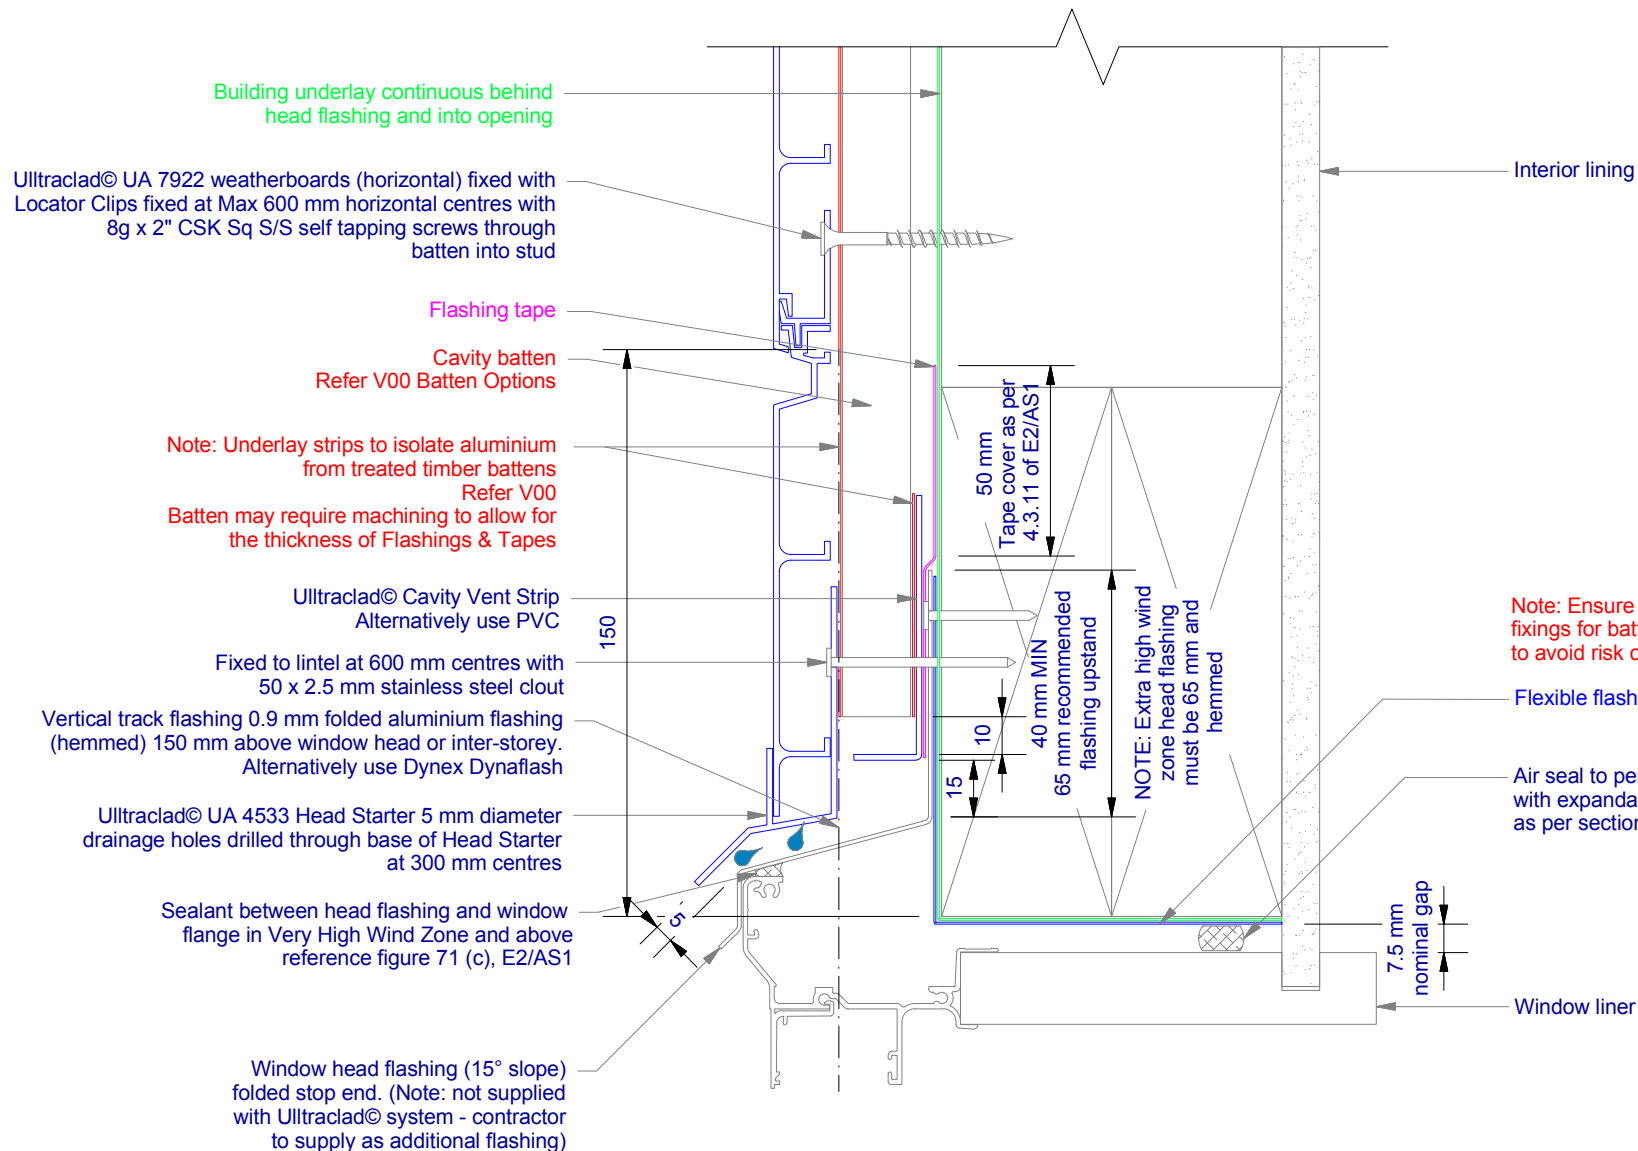 Building underlay continuous behind
head flashing and into opening
Ulltraclad© UA 7922 weatherboards (horizontal) fixed with
Locator Clips fixed at Max 600 mm horizontal centres with
8g x 2" CSK Sq S/S self tapping screws through
batten into stud
Flashing tape
Cavity batten
Refer V00 Batten Options
Note: Underlay strips to isolate aluminium
from treated timber battens
Refer V00
Batten may require machining to allow for
the thickness of Flashings & Tapes
Ulltraclad© Cavity Vent Strip
Alternatively use PVC
Fixed to lintel at 600 mm centres with
50 x 2.5 mm stainless steel clout
Vertical track flashing 0.9 mm folded aluminium flashing
(hemmed) 150 mm above window head or inter-storey.
Alternatively use Dynex Dynaflash
Ulltraclad© UA 4533 Head Starter 5 mm diameter
drainage holes drilled through base of Head Starter
at 300 mm centres
Sealant between head flashing and window
flange in Very High Wind Zone and above
reference figure 71 (c), E2/AS1
Window head flashing (15° slope)
folded stop end. (Note: not supplied
with Ulltraclad© system - contractor
to supply as additional flashing)
150
5
50 mm
Tape cover as per
4.3.11 of E2/AS1
10
15
40 mm MIN
65 mm recommended
flashing upstand
NOTE: Extra high wind
zone head flashing
must be 65 mm and
hemmed
7.5 mm
nominal gap
Interior lining
Note: Ensure
fixings for bat
to avoid risk o
Flexible flash
Air seal to pe
with expanda
as per section
Window liner